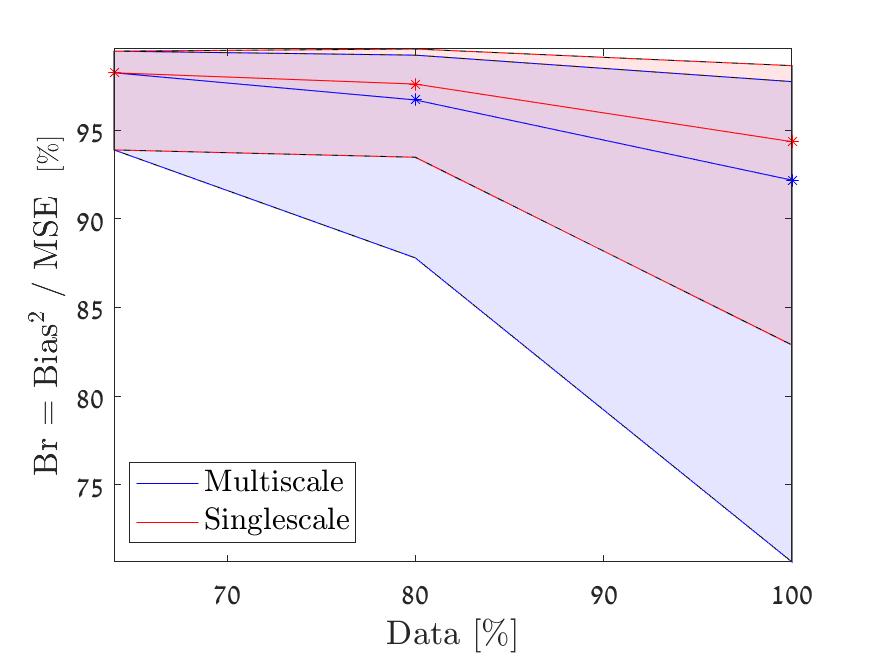 Br = Bias² / MSE [%]
95
90
85
80
75
Multiscale
Singlescale
70 80 90 100
Data [%]